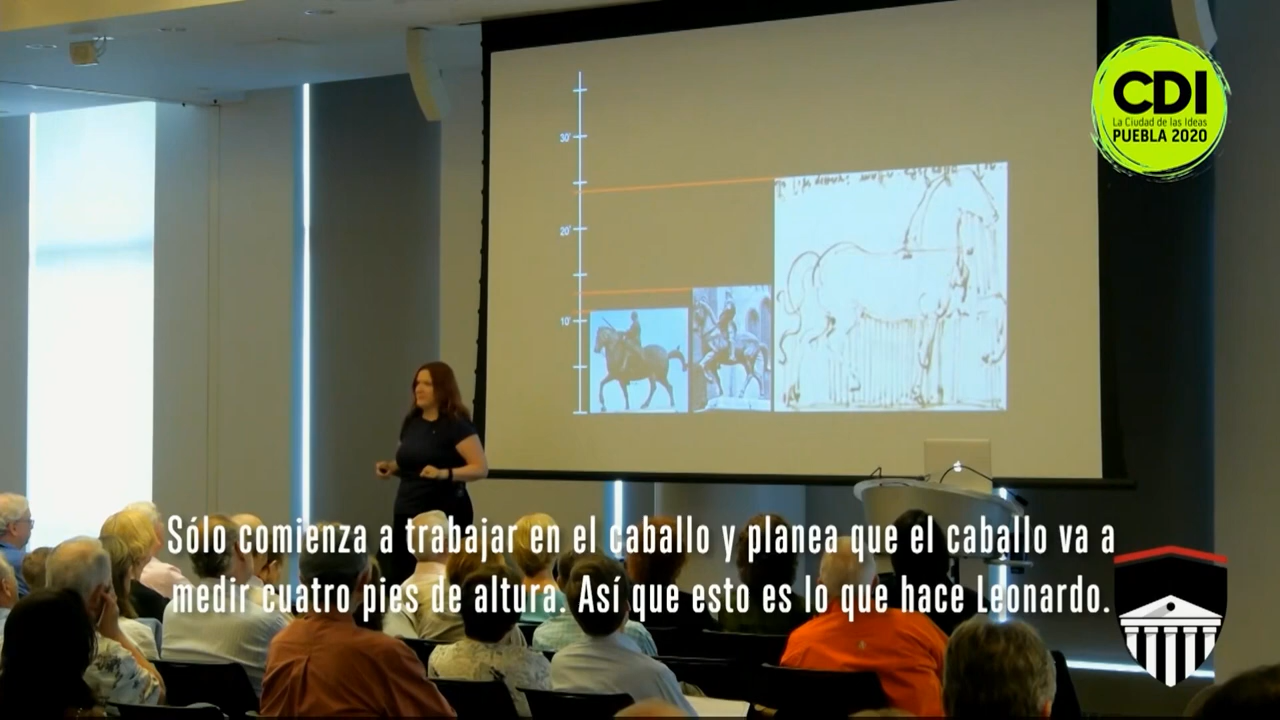 CDI
La Ciudad de las Ideas
PUEBLA 2020
30'
20'
10'
Sólo comienza a trabajar en el caballo y planea que el caballo va a
medir cuatro pies de altura. Así que esto es lo que hace Leonardo.